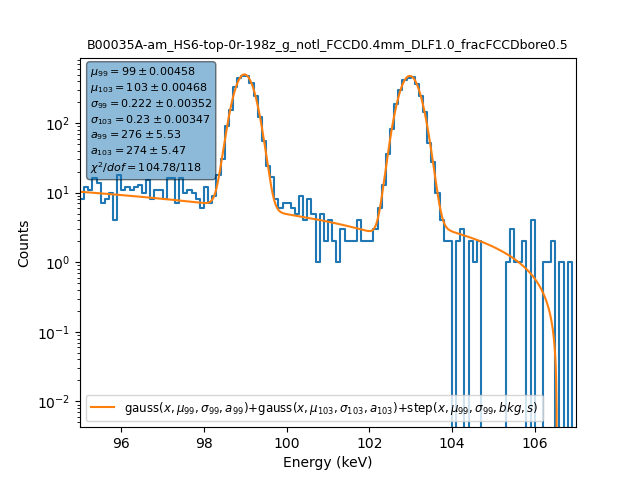 B00035A-am_HS6-top-0r-198z_g_notl_FCCD0.4mm_DLF1.0_fracFCCDbore0.5
μ₉₉ = 99 ± 0.00458
μ₁₀₃ = 103 ± 0.00468
σ₉₉ = 0.222 ± 0.00352
σ₁₀₃ = 0.23 ± 0.00347
a₉₉ = 276 ± 5.53
a₁₀₃ = 274 ± 5.47
χ²/dof = 104.78/118
10²
10¹
10⁰
10⁻¹
10⁻²
Counts
gauss(x, μ₉₉, σ₉₉, a₉₉)+gauss(x, μ₁₀₃, σ₁₀₃, a₁₀₃)+step(x, μ₉₉, σ₉₉, bkg, s)
96 98 100 102 104 106
Energy (keV)